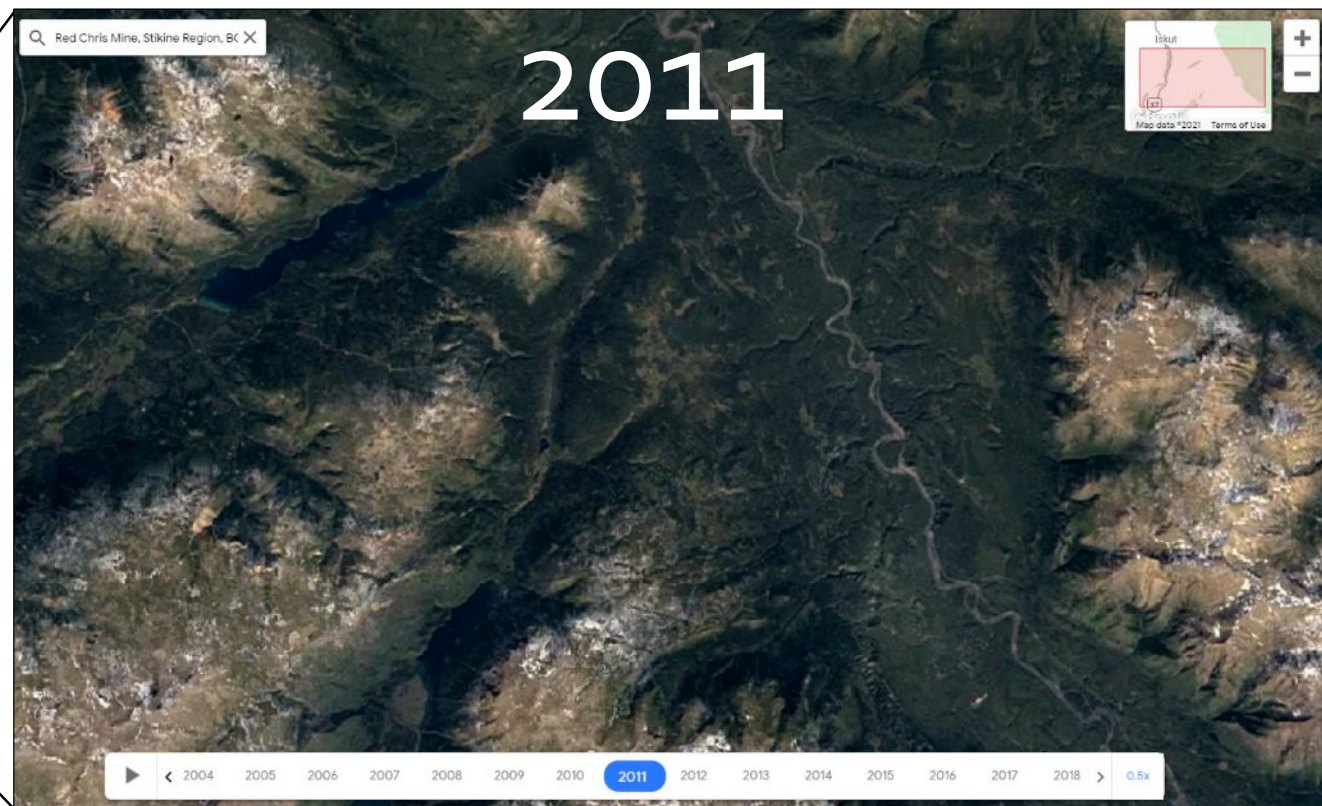 Red Chris Mine, Stikine Region, BC
2011
Iskut
37
Map data ©2021 Terms of Use
2004 2005 2006 2007 2008 2009 2010 2011 2012 2013 2014 2015 2016 2017 2018 0.5x